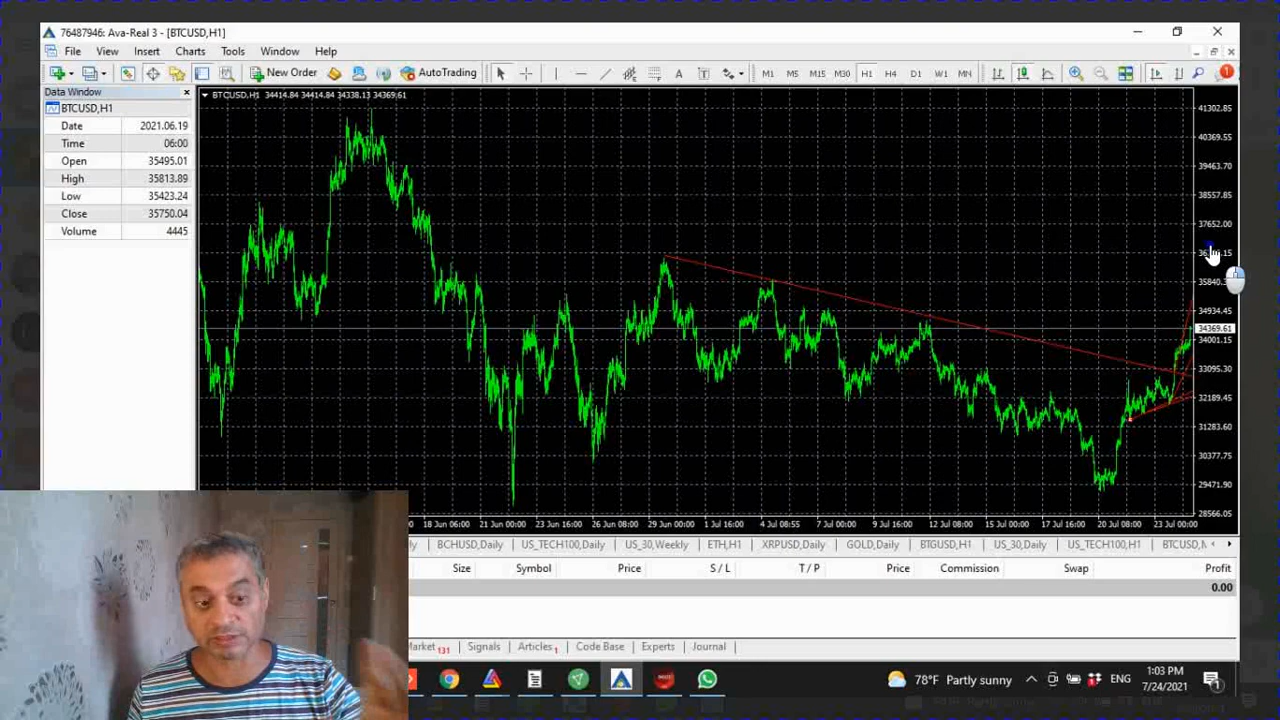 76487946: Ava-Real 3 - [BTCUSD,H1]
File View Insert Charts Tools Window Help
New Order AutoTrading M1 M5 M15 M30 H1 H4 D1 W1 MN 1
Data Window
BTCUSD,H1
Date 2021.06.19
Time 06:00
Open 35495.01
High 35813.89
Low 35423.24
Close 35750.04
Volume 4445
BTCUSD,H1 34414.84 34414.84 34338.13 34369.61
41302.85
40369.55
39463.70
38557.85
37652.00
34934.45
34369.61
34001.15
33095.30
32189.45
31283.60
30377.75
29471.90
28566.05
18 Jun 06:00 21 Jun 00:00 23 Jun 16:00 26 Jun 08:00 29 Jun 00:00 1 Jul 16:00 4 Jul 08:55 7 Jul 00:00 9 Jul 16:00 12 Jul 08:00 15 Jul 00:00 17 Jul 16:00 20 Jul 08:00 23 Jul 00:00
BCHUSD,Daily US_TECH100,Daily US_30,Weekly ETH,H1 XRPUSD,Daily GOLD,Daily BTGUSD,H1 US_30,Daily US_TECH100,H1
Size Symbol Price S / L T / P Price Commission Swap Profit
0.00
131 Signals Articles 1 Code Base Experts Journal
78°F Partly sunny ENG
1:03 PM
7/24/2021